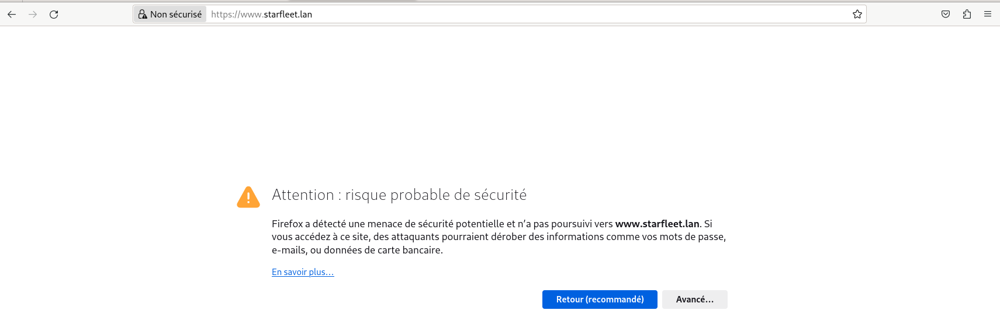 Non sécurisé https://www.starfleet.lan
Attention : risque probable de sécurité
Firefox a détecté une menace de sécurité potentielle et n’a pas poursuivi vers www.starfleet.lan. Si
vous accédez à ce site, des attaquants pourraient dérober des informations comme vos mots de passe,
e-mails, ou données de carte bancaire.
En savoir plus…
Retour (recommandé) Avancé…